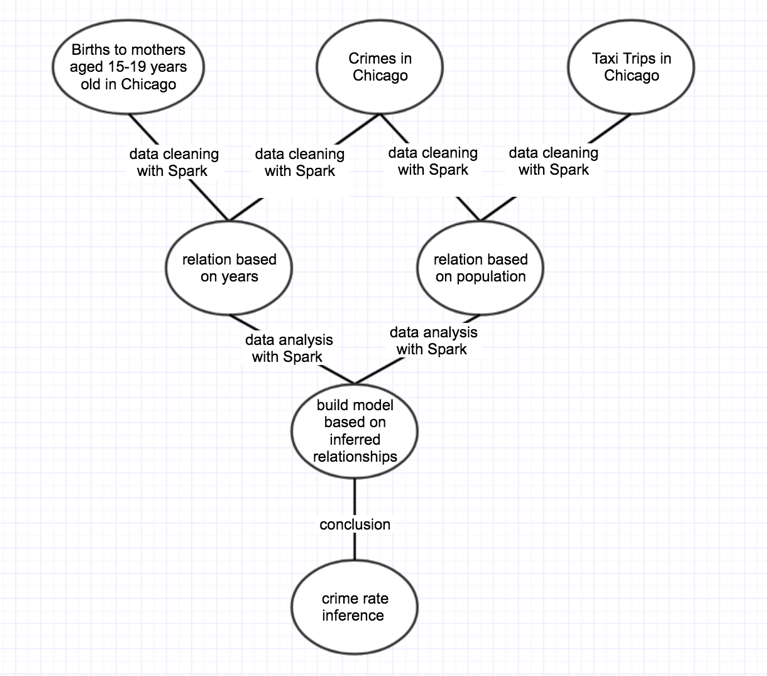 Births to mothers
aged 15-19 years
old in Chicago
Crimes in
Chicago
Taxi Trips in
Chicago
data cleaning
with Spark
data cleaning
with Spark
data cleaning
with Spark
data cleaning
with Spark
relation based
on years
relation based
on population
data analysis
with Spark
data analysis
with Spark
build model
based on
inferred
relationships
conclusion
crime rate
inference